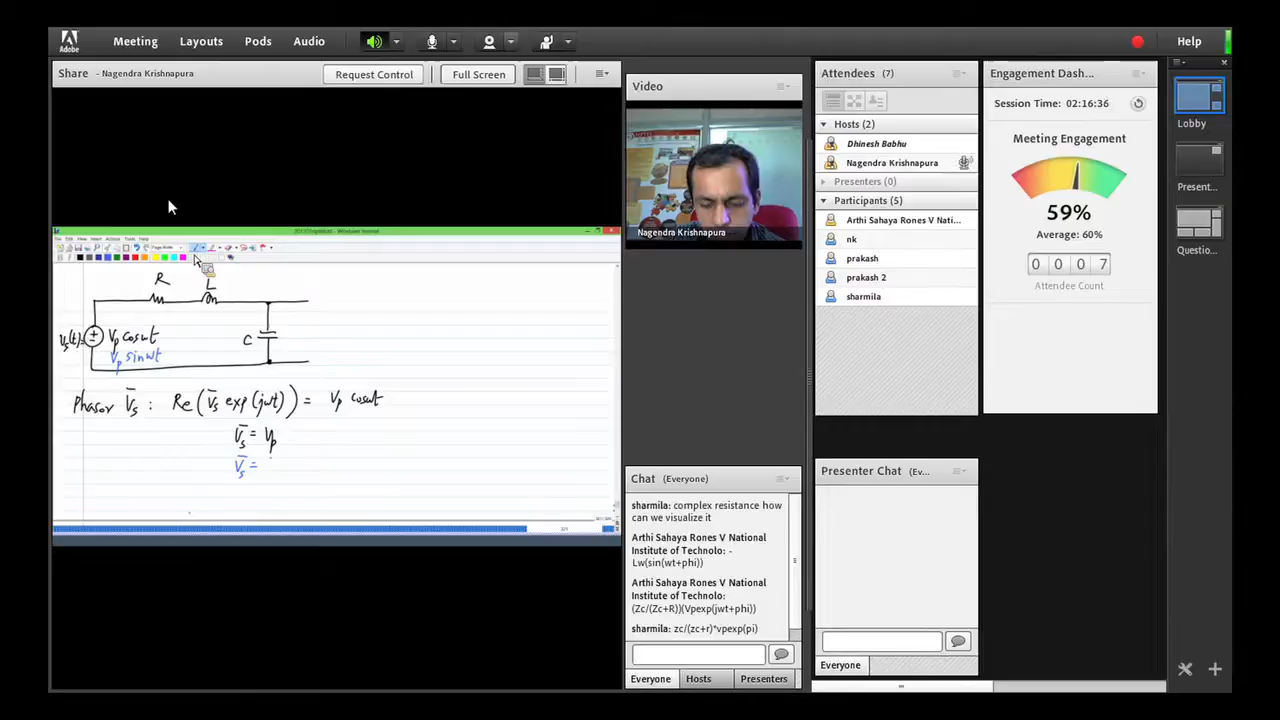 Meeting Layouts Pods Audio Help
Adobe
Share - Nagendra Krishnapura Request Control Full Screen
Video
Nagendra Krishnapura
Attendees (7)
Hosts (2)
Dhinesh Babhu
Nagendra Krishnapura
Presenters (0)
Participants (5)
Arthi Sahaya Rones V Nati...
nk
prakash
prakash 2
sharmila
Engagement Dash...
Session Time: 02:16:36
Meeting Engagement
59%
Average: 60%
0 0 0 7
Attendee Count
Lobby
Present...
Questio...
R
L
C
vs(t)= Vp cosωt
Vp sinωt
Phasor V̄s : Re(V̄s exp(jωt)) = Vp cosωt
V̄s = Vp
V̄s =
Chat (Everyone)
sharmila: complex resistance how
can we visualize it
Arthi Sahaya Rones V National
Institute of Technolo: -
Lw(sin(wt+phi))
Arthi Sahaya Rones V National
Institute of Technolo:
(Zc/(Zc+R))(Vpexp(jwt+phi))
sharmila: zc/(zc+r)*vpexp(pi)
Everyone Hosts Presenters
Presenter Chat (Ev...
Everyone